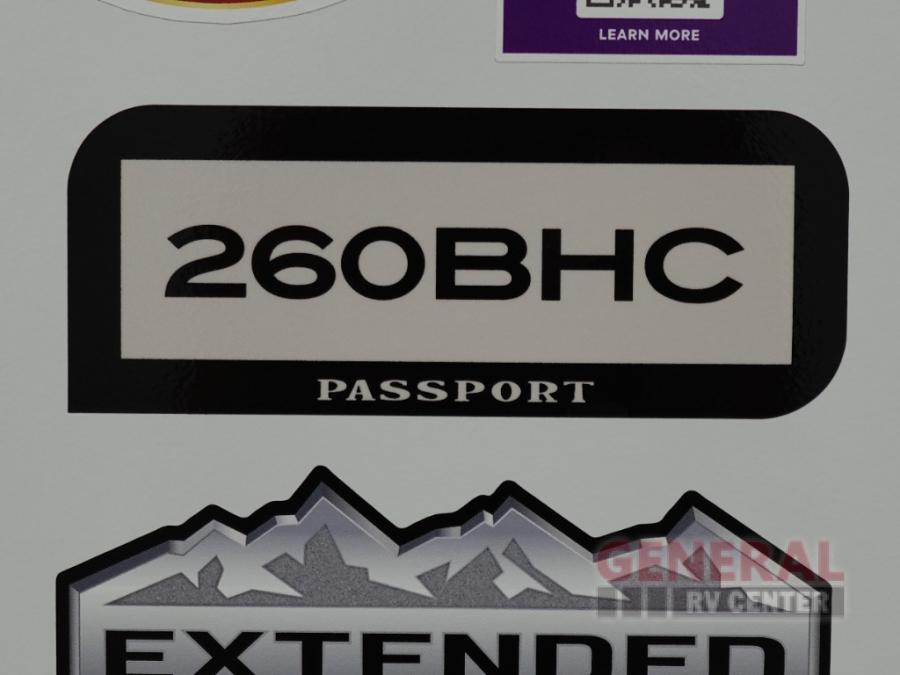 LEARN MORE
260BHC
PASSPORT
GENERAL
RV CENTER
EXTENDED